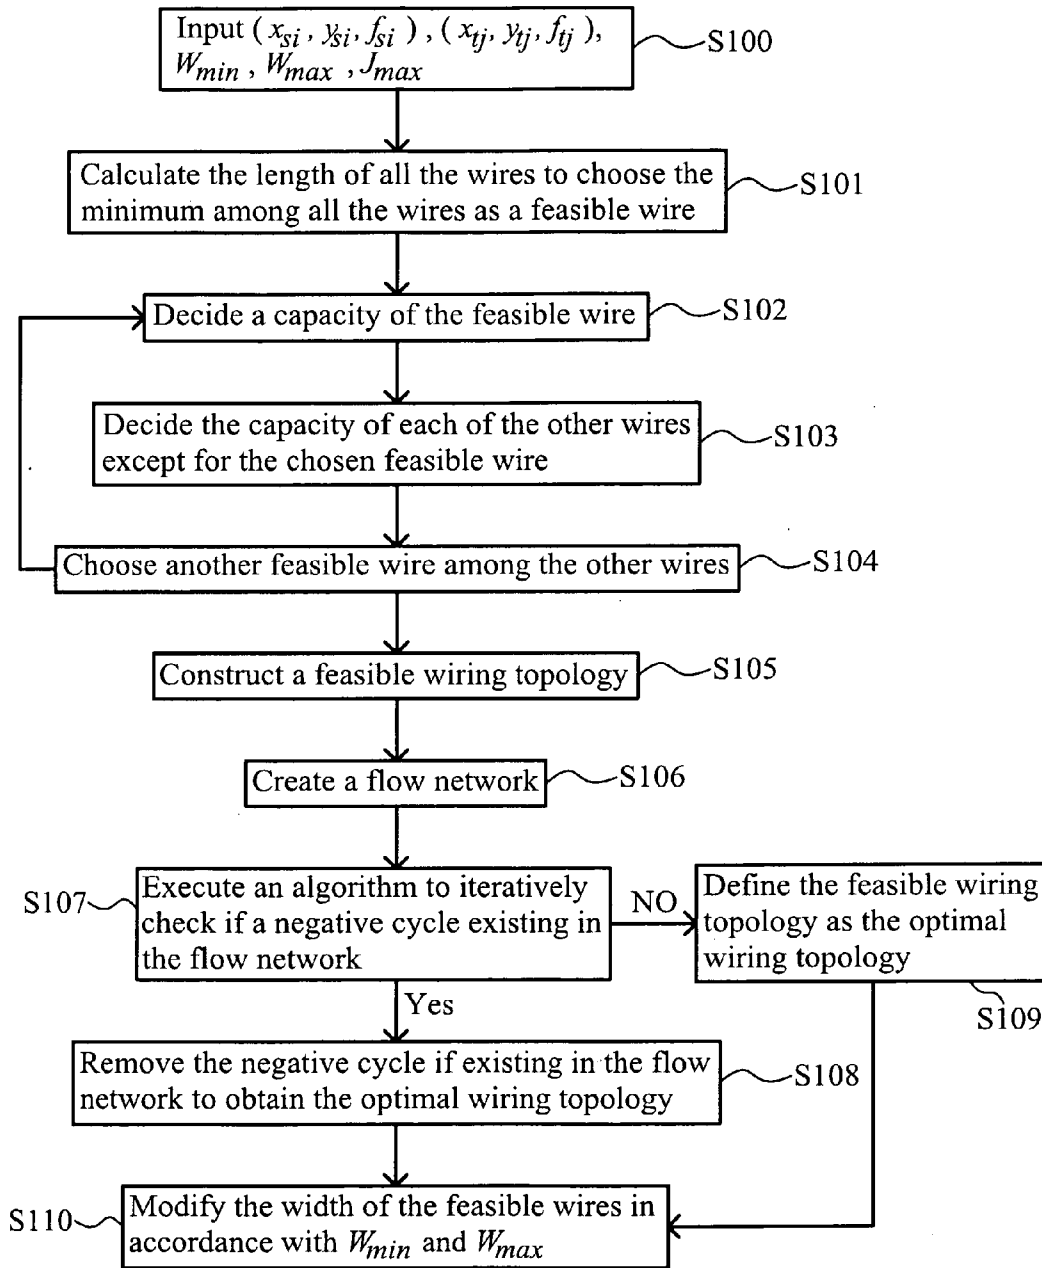 Input (x_si, y_si, f_si), (x_tj, y_tj, f_tj),
W_min, W_max, J_max
S100
Calculate the length of all the wires to choose the
minimum among all the wires as a feasible wire
S101
Decide a capacity of the feasible wire
S102
Decide the capacity of each of the other wires
except for the chosen feasible wire
S103
Choose another feasible wire among the other wires
S104
Construct a feasible wiring topology
S105
Create a flow network
S106
S107
Execute an algorithm to iteratively
check if a negative cycle existing in
the flow network
NO
Define the feasible wiring
topology as the optimal
wiring topology
S109
Yes
Remove the negative cycle if existing in the flow
network to obtain the optimal wiring topology
S108
S110
Modify the width of the feasible wires in
accordance with W_min and W_max